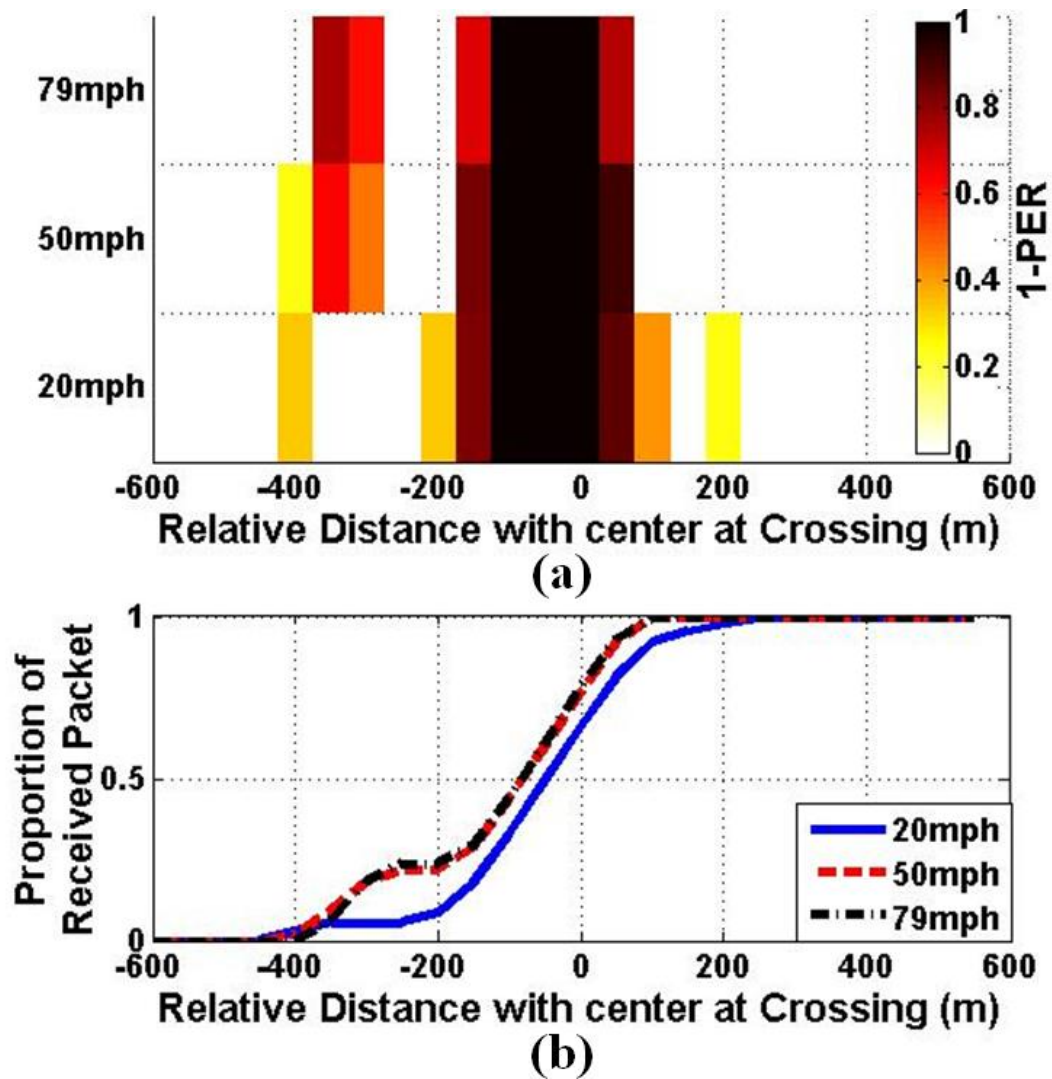 79mph
50mph
20mph
-600 -400 -200 0 200 400 600
Relative Distance with center at Crossing (m)
1
0.8
0.6
0.4
0.2
0
1-PER
(a)
Proportion of
Received Packet
1
0.5
0
-600 -400 -200 0 200 400 600
20mph
50mph
79mph
Relative Distance with center at Crossing (m)
(b)